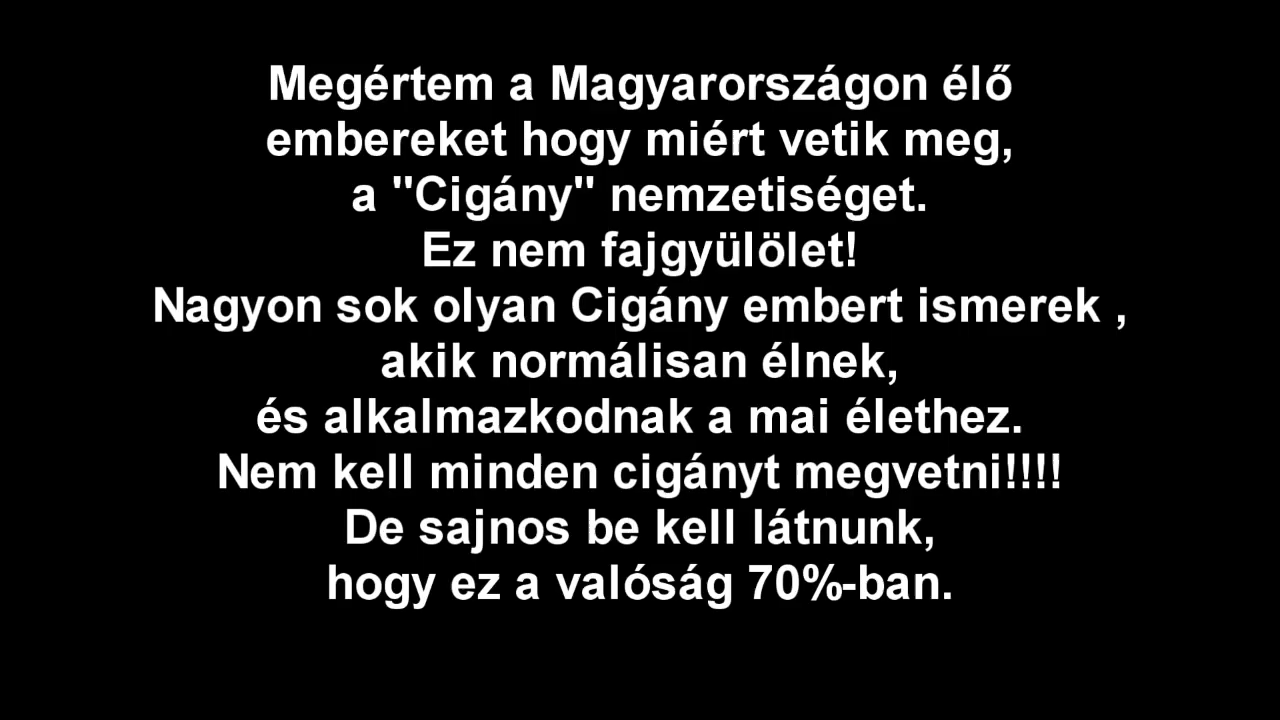 Megértem a Magyarországon élő
embereket hogy miért vetik meg,
a "Cigány" nemzetiséget.
Ez nem fajgyülölet!
Nagyon sok olyan Cigány embert ismerek ,
akik normálisan élnek,
és alkalmazkodnak a mai élethez.
Nem kell minden cigányt megvetni!!!!
De sajnos be kell látnunk,
hogy ez a valóság 70%-ban.